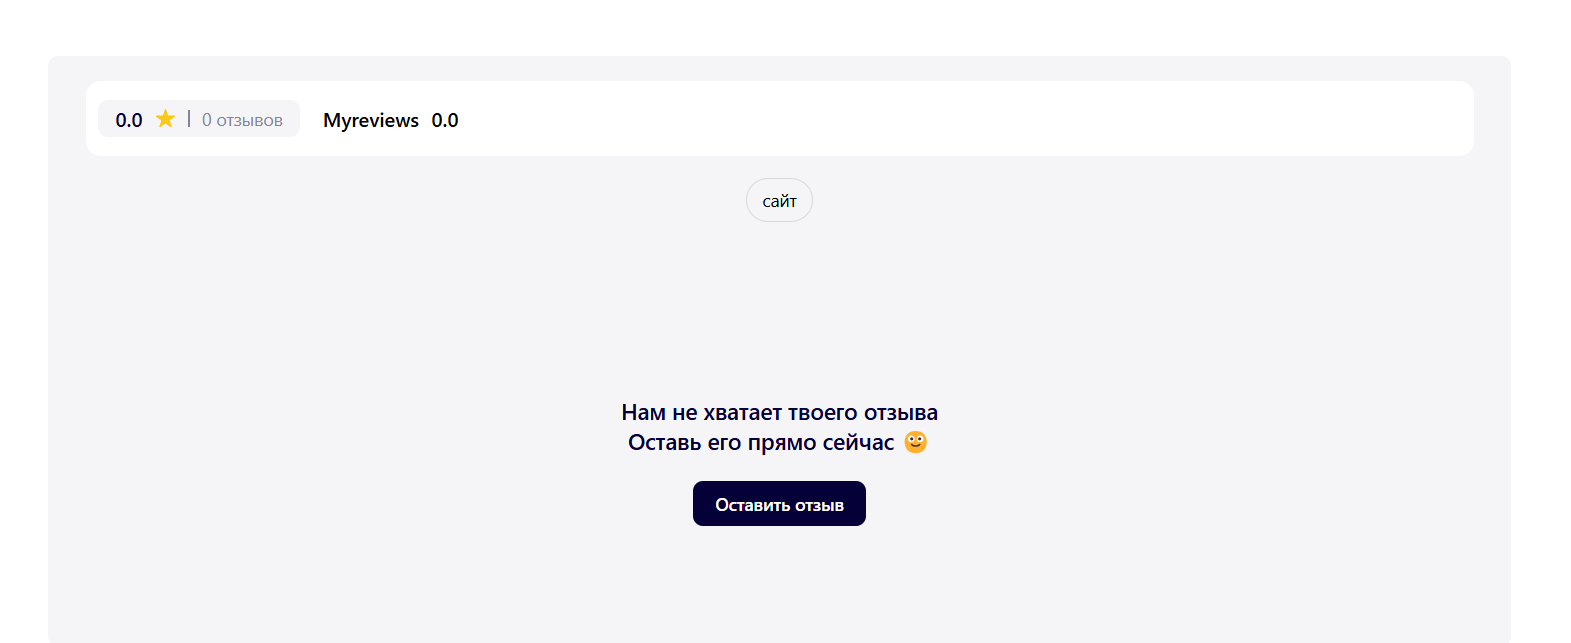 0.0 ★ | 0 отзывов Myreviews 0.0
сайт
Нам не хватает твоего отзыва
Оставь его прямо сейчас 🙂
Оставить отзыв